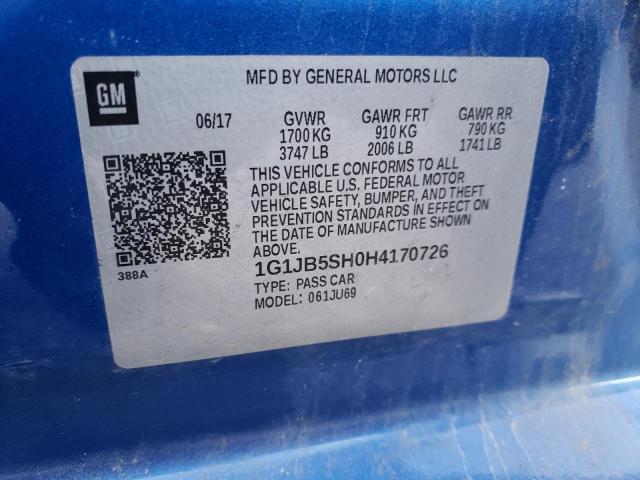 GM
MFD BY GENERAL MOTORS LLC
06/17 GVWR GAWR FRT GAWR RR
1700 KG 910 KG 790 KG
3747 LB 2006 LB 1741 LB
THIS VEHICLE CONFORMS TO ALL
APPLICABLE U.S. FEDERAL MOTOR
VEHICLE SAFETY, BUMPER, AND THEFT
PREVENTION STANDARDS IN EFFECT ON
THE DATE OF MANUFACTURE SHOWN
ABOVE.
388A
1G1JB5SH0H4170726
TYPE: PASS CAR
MODEL: 061JU69